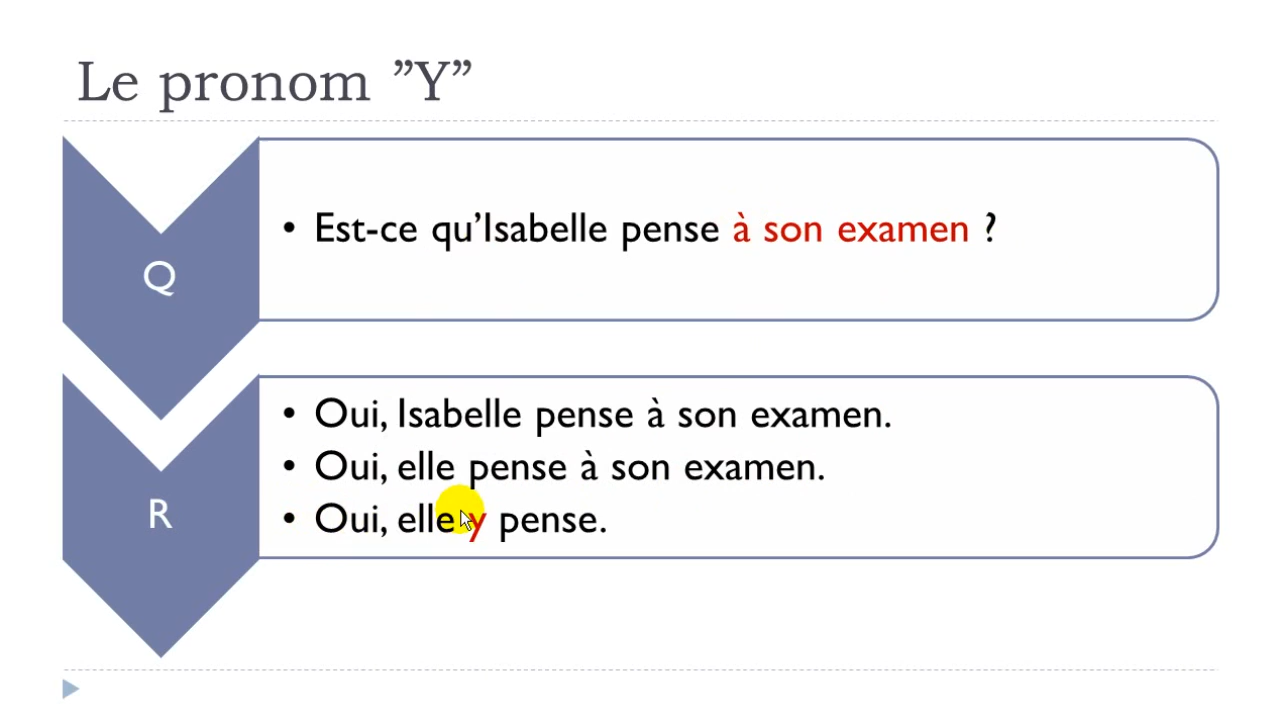 Le pronom ”Y”
Q
• Est-ce qu’Isabelle pense à son examen ?
R
• Oui, Isabelle pense à son examen.
• Oui, elle pense à son examen.
• Oui, elle y pense.